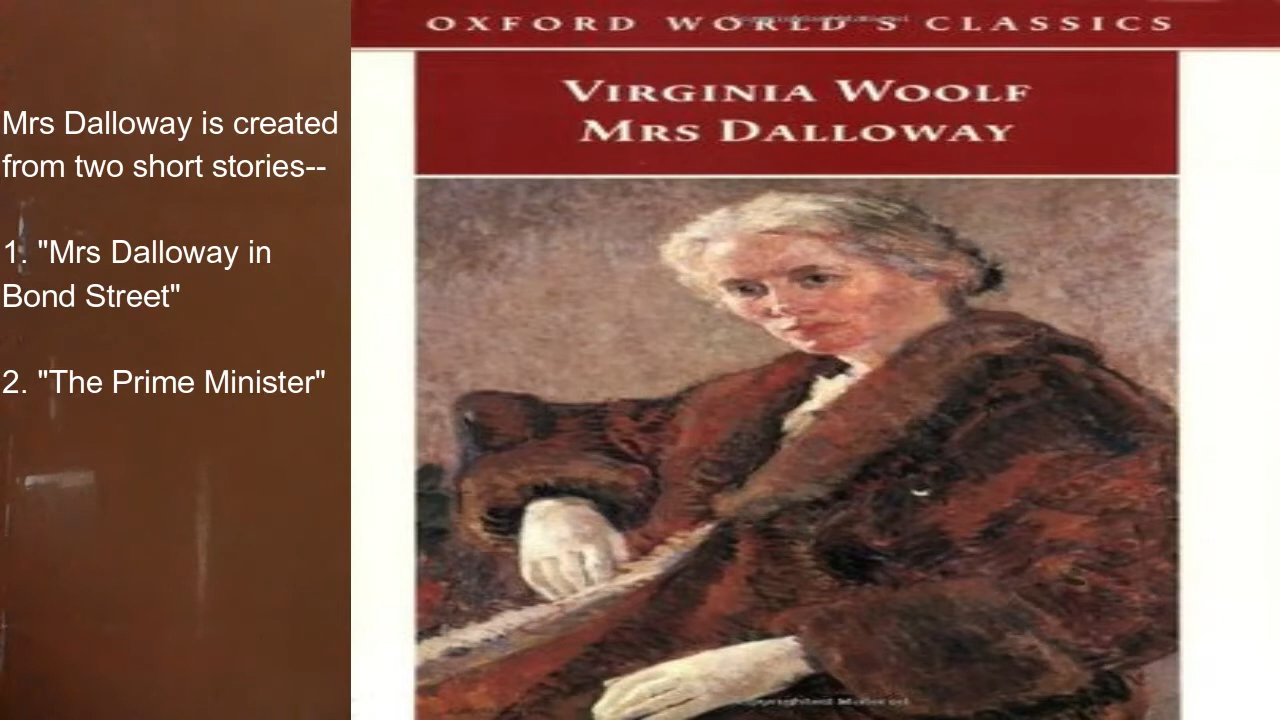 Mrs Dalloway is created
from two short stories--
1. "Mrs Dalloway in
Bond Street"
2. "The Prime Minister"
OXFORD WORLD'S CLASSICS
VIRGINIA WOOLF
MRS DALLOWAY